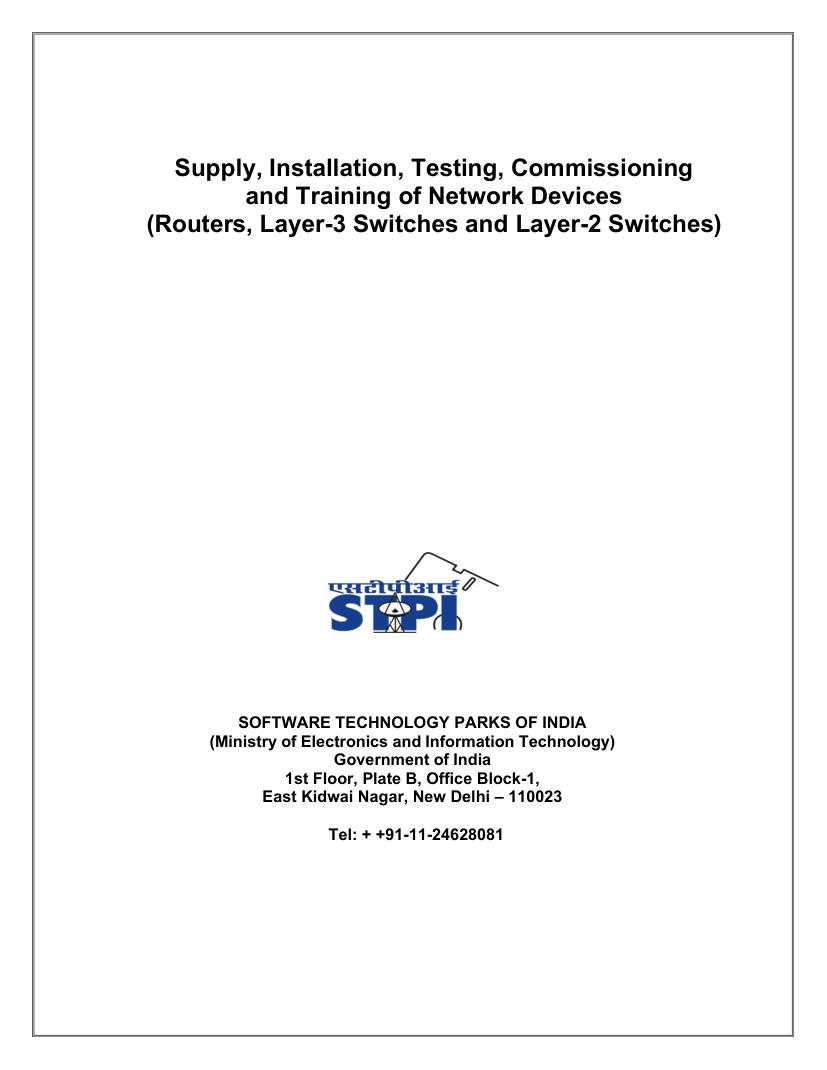 Supply, Installation, Testing, Commissioning
and Training of Network Devices
(Routers, Layer-3 Switches and Layer-2 Switches)
एसटीपीआई
STPI
SOFTWARE TECHNOLOGY PARKS OF INDIA
(Ministry of Electronics and Information Technology)
Government of India
1st Floor, Plate B, Office Block-1,
East Kidwai Nagar, New Delhi – 110023
Tel: + +91-11-24628081